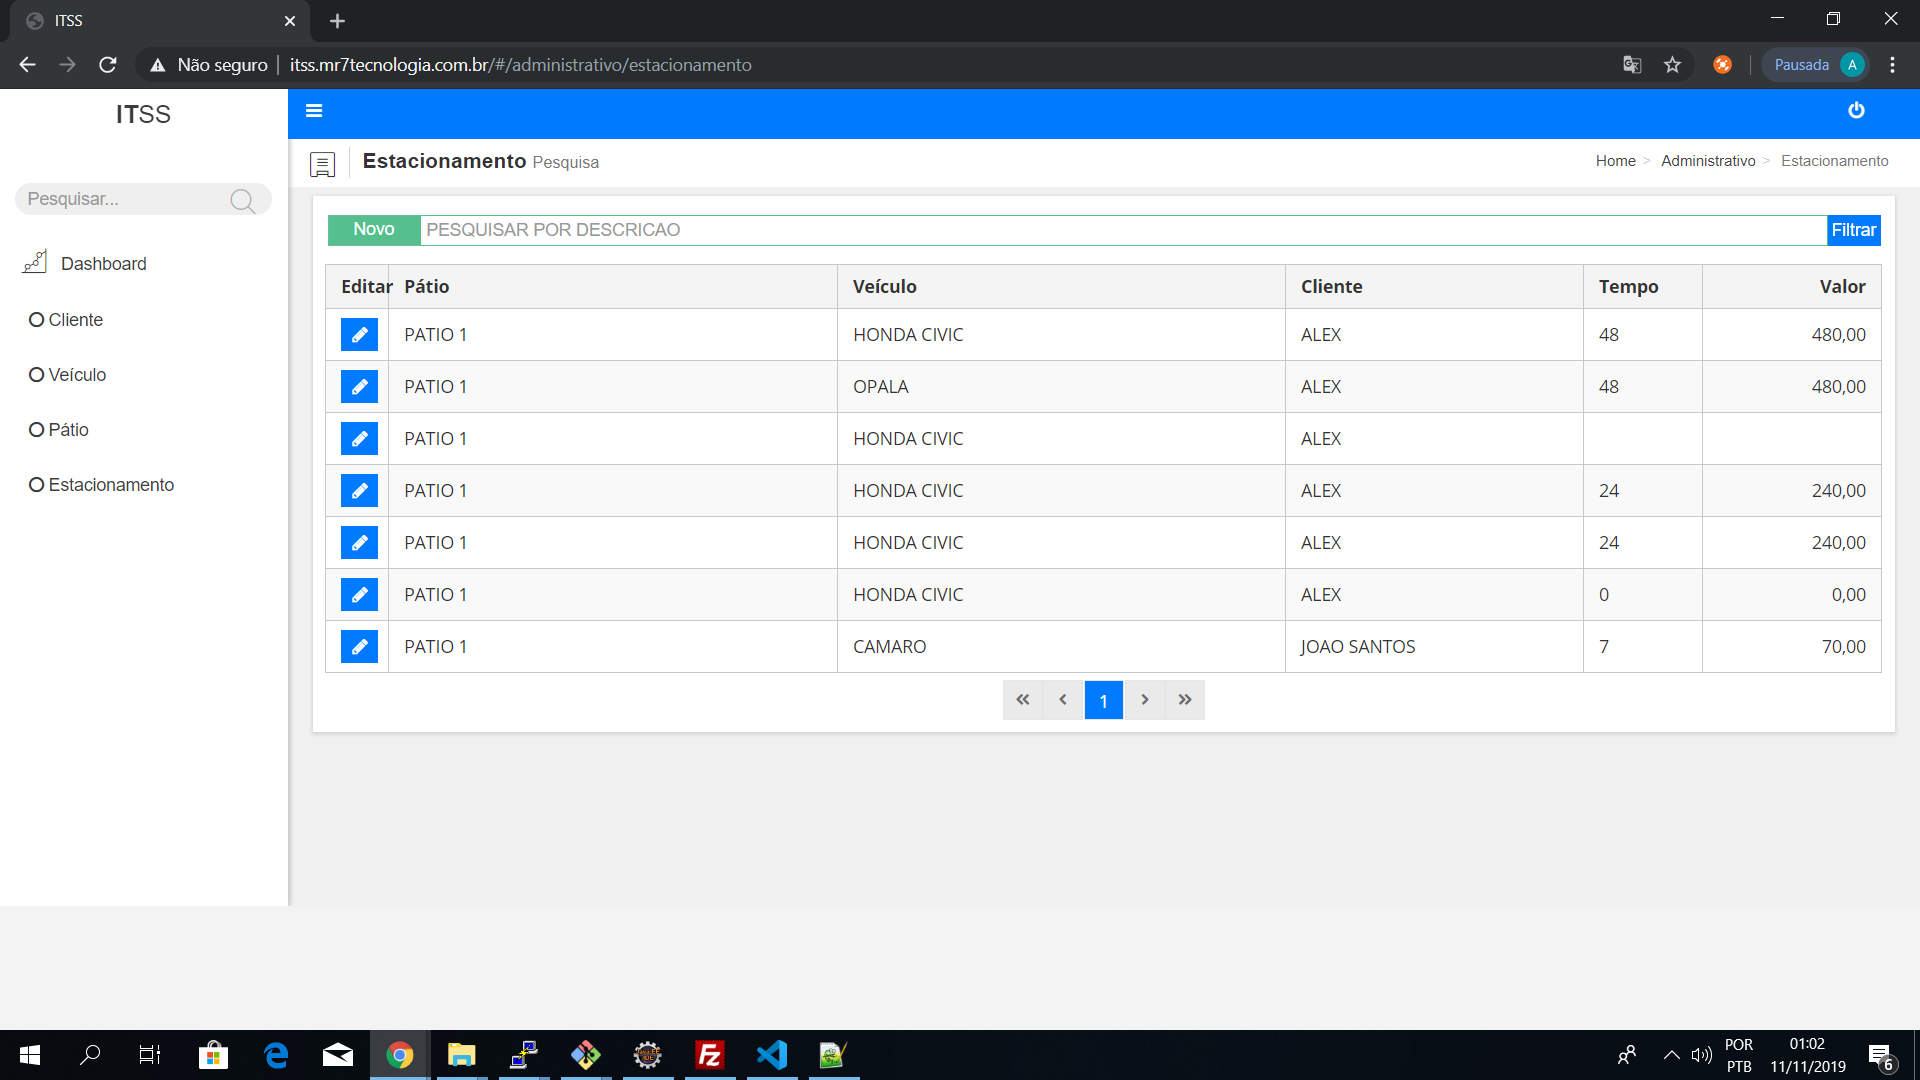 ITSS
Não seguro
itss.mr7tecnologia.com.br/#/administrativo/estacionamento
Pausada
A
ITSS
Estacionamento Pesquisa
Home > Administrativo > Estacionamento
Pesquisar...
Dashboard
Cliente
Veículo
Pátio
Estacionamento
Novo PESQUISAR POR DESCRICAO Filtrar
Editar Pátio Veículo Cliente Tempo Valor
PATIO 1 HONDA CIVIC ALEX 48 480,00
PATIO 1 OPALA ALEX 48 480,00
PATIO 1 HONDA CIVIC ALEX
PATIO 1 HONDA CIVIC ALEX 24 240,00
PATIO 1 HONDA CIVIC ALEX 24 240,00
PATIO 1 HONDA CIVIC ALEX 0 0,00
PATIO 1 CAMARO JOAO SANTOS 7 70,00
« ‹ 1 › »
POR
PTB
01:02
11/11/2019
6